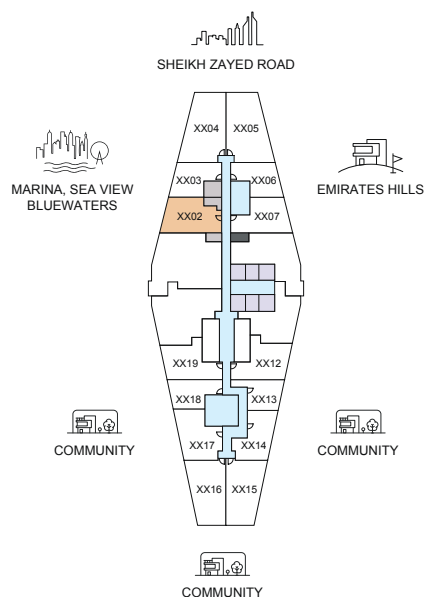 SHEIKH ZAYED ROAD
XX04
XX05
MARINA, SEA VIEW
BLUEWATERS
EMIRATES HILLS
XX03
XX06
XX02
XX07
XX19
XX12
XX18
XX13
COMMUNITY
COMMUNITY
XX17
XX14
XX16
XX15
COMMUNITY